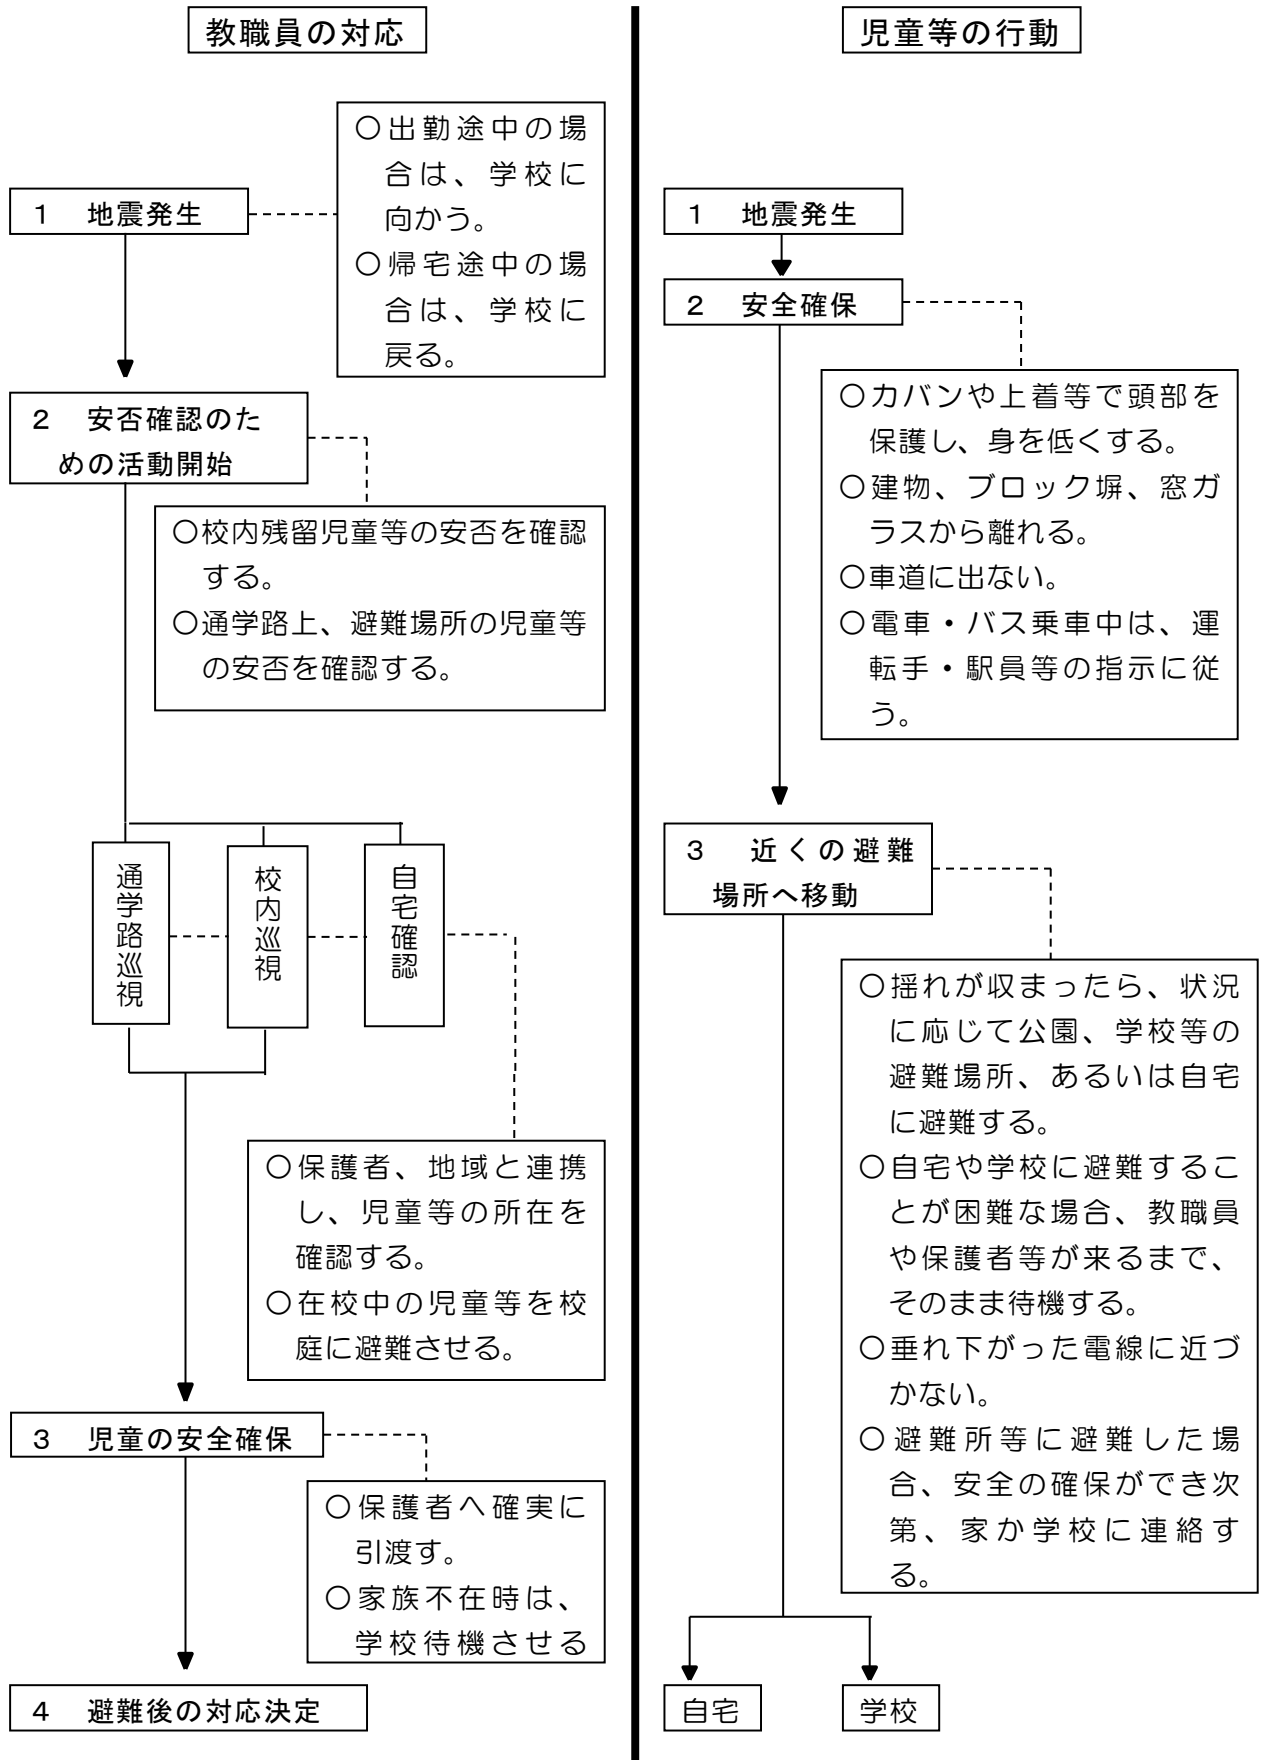 教職員の対応
1 地震発生
〇出勤途中の場
合は、学校に
向かう。
〇帰宅途中の場
合は、学校に
戻る。
2 安否確認のた
めの活動開始
〇校内残留児童等の安否を確認
する。
〇通学路上、避難場所の児童等
の安否を確認する。
通学路巡視
校内巡視
自宅確認
〇保護者、地域と連携
し、児童等の所在を
確認する。
〇在校中の児童等を校
庭に避難させる。
3 児童の安全確保
〇保護者へ確実に
引渡す。
〇家族不在時は、
学校待機させる
4 避難後の対応決定
児童等の行動
1 地震発生
2 安全確保
〇カバンや上着等で頭部を
保護し、身を低くする。
〇建物、ブロック塀、窓ガ
ラスから離れる。
〇車道に出ない。
〇電車・バス乗車中は、運
転手・駅員等の指示に従
う。
3 近くの避難
場所へ移動
〇揺れが収まったら、状況
に応じて公園、学校等の
避難場所、あるいは自宅
に避難する。
〇自宅や学校に避難するこ
とが困難な場合、教職員
や保護者等が来るまで、
そのまま待機する。
〇垂れ下がった電線に近づ
かない。
〇避難所等に避難した場
合、安全の確保ができ次
第、家か学校に連絡す
る。
自宅
学校